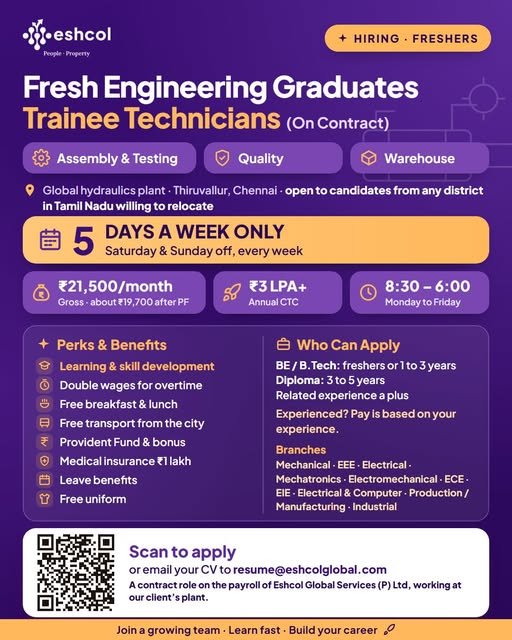 eshcol
People · Property
HIRING · FRESHERS
Fresh Engineering Graduates
Trainee Technicians (On Contract)
Assembly & Testing
Quality
Warehouse
Global hydraulics plant · Thiruvallur, Chennai · open to candidates from any district
in Tamil Nadu willing to relocate
5 DAYS A WEEK ONLY
Saturday & Sunday off, every week
₹21,500/month
Gross · about ₹19,700 after PF
₹3 LPA+
Annual CTC
8:30 – 6:00
Monday to Friday
Perks & Benefits
Learning & skill development
Double wages for overtime
Free breakfast & lunch
Free transport from the city
Provident Fund & bonus
Medical insurance ₹1 lakh
Leave benefits
Free uniform
Who Can Apply
BE / B.Tech: freshers or 1 to 3 years
Diploma: 3 to 5 years
Related experience a plus
Experienced? Pay is based on your
experience.
Branches
Mechanical · EEE · Electrical ·
Mechatronics · Electromechanical · ECE ·
EIE · Electrical & Computer · Production /
Manufacturing · Industrial
Scan to apply
or email your CV to resume@eshcolglobal.com
A contract role on the payroll of Eshcol Global Services (P) Ltd, working at
our client's plant.
Join a growing team · Learn fast · Build your career